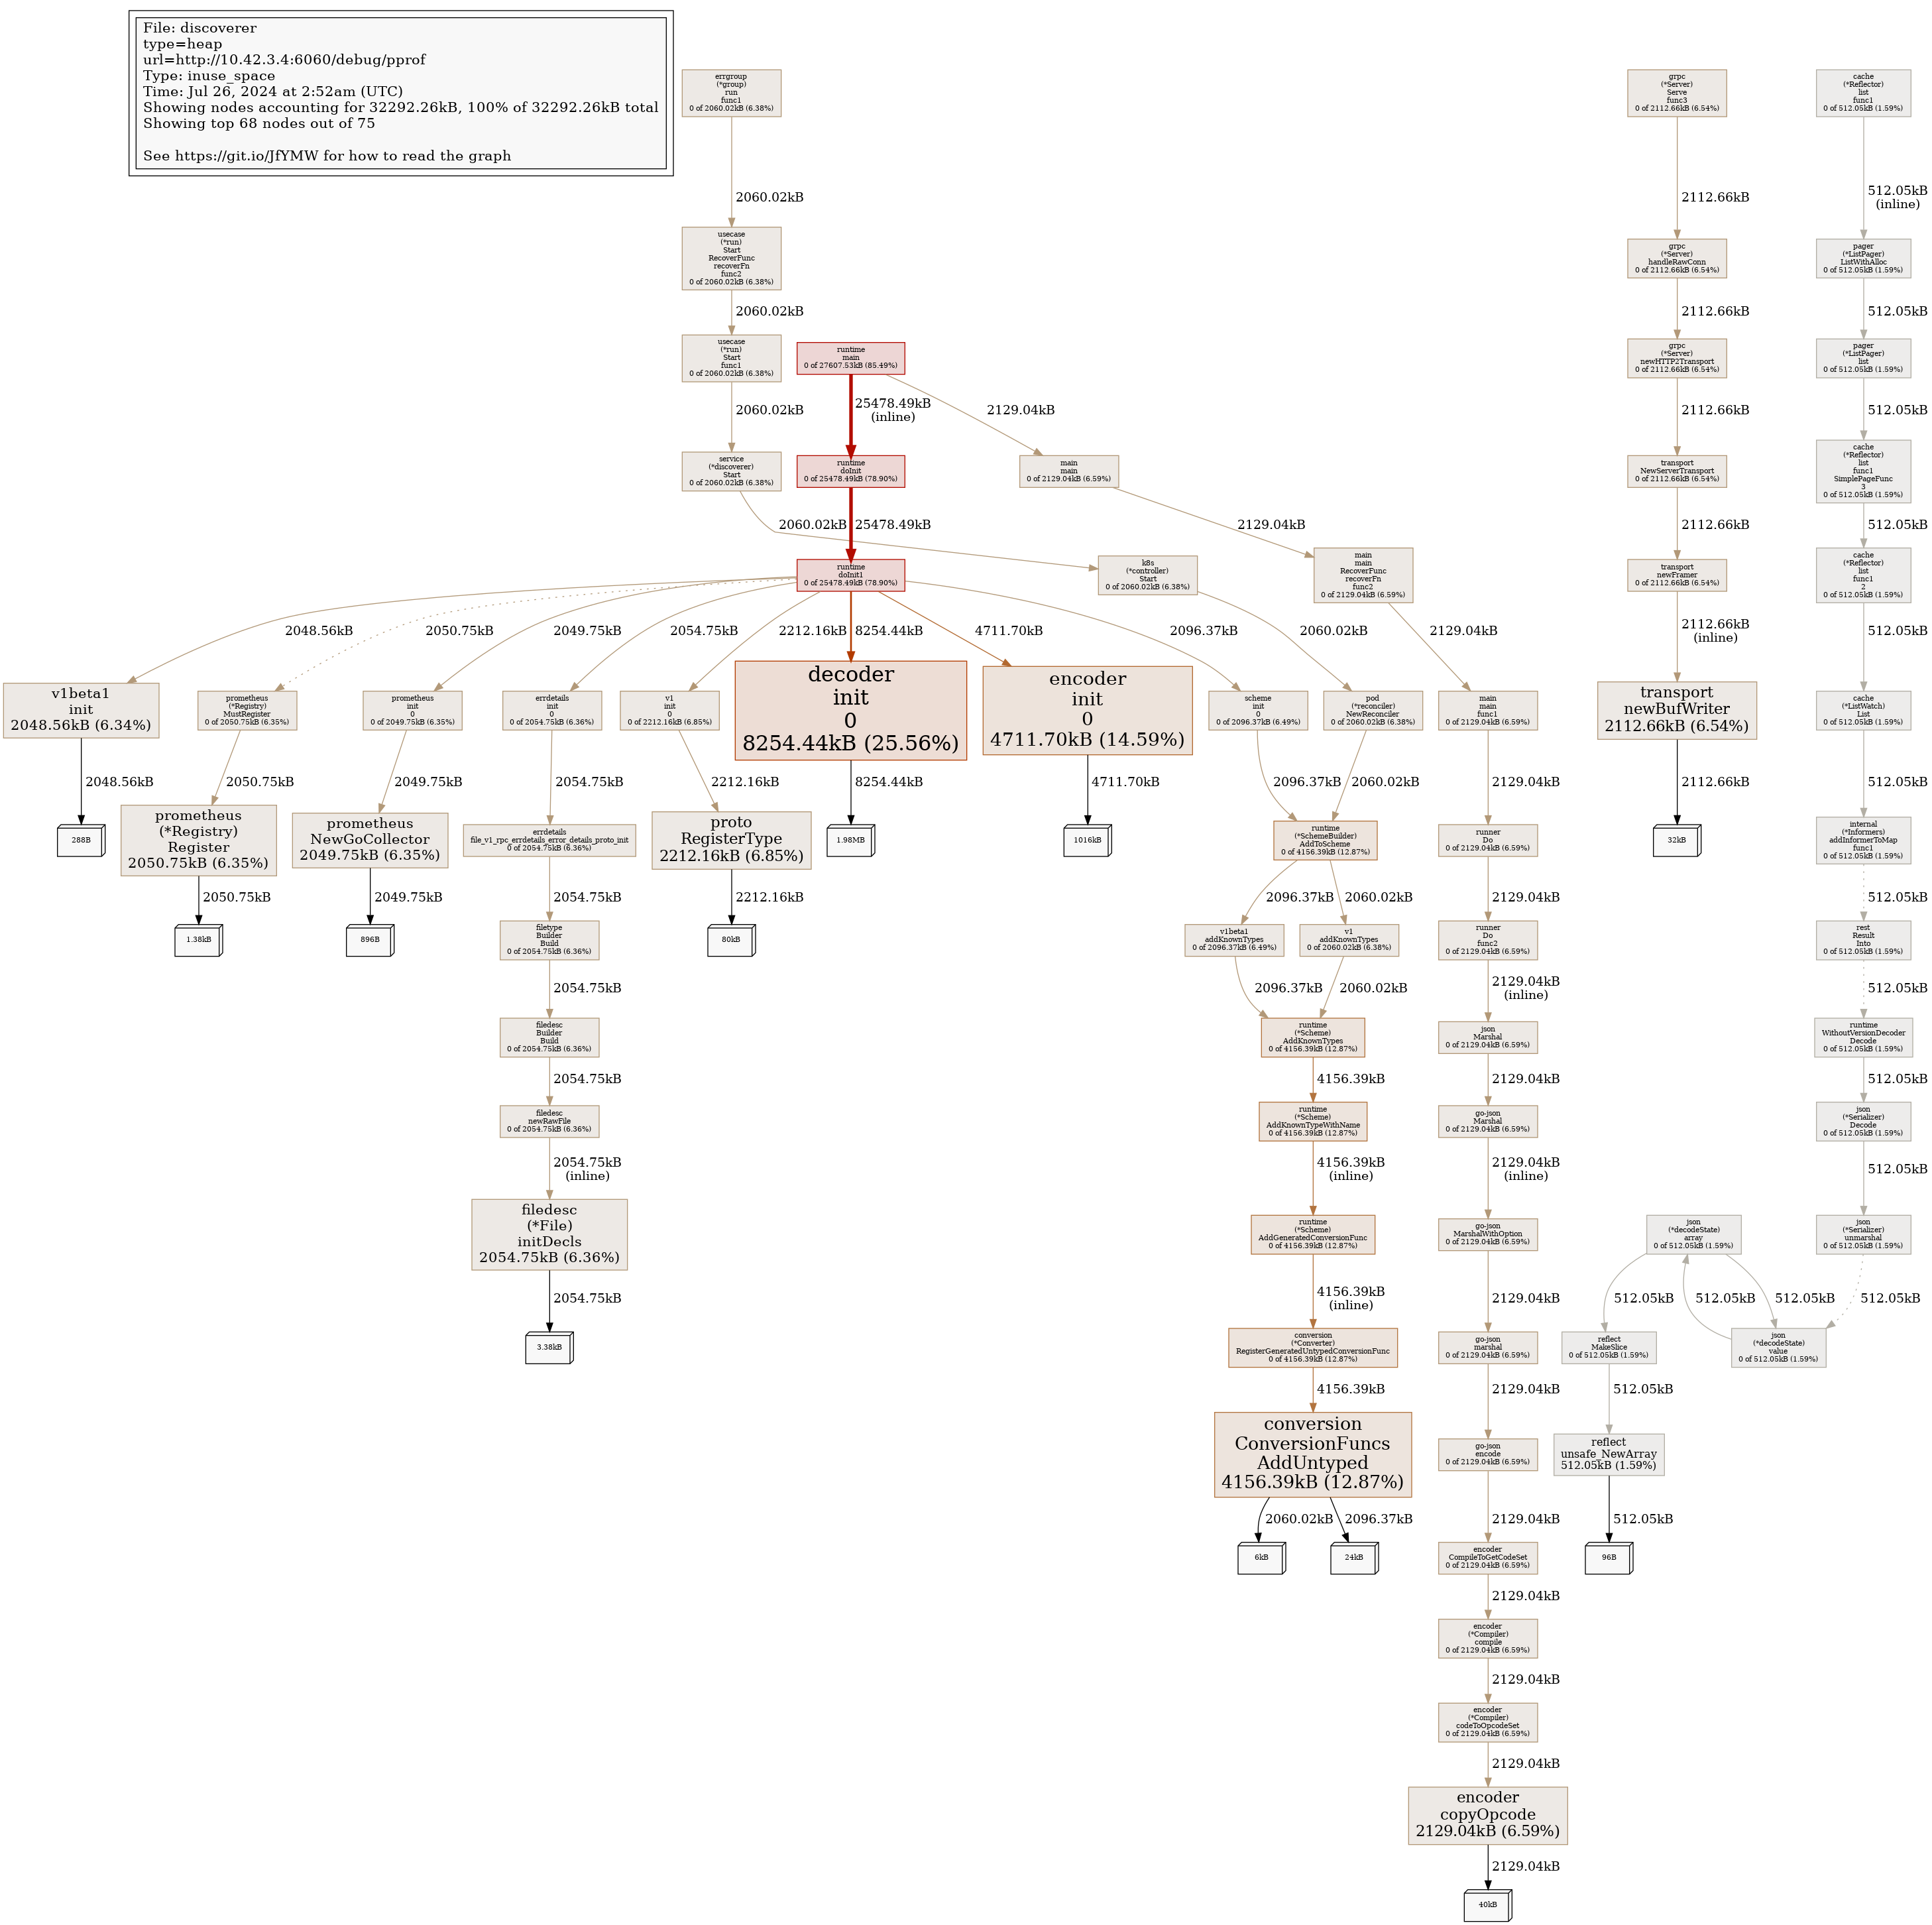 File: discoverer
type=heap
url=http://10.42.3.4:6060/debug/pprof
Type: inuse_space
Time: Jul 26, 2024 at 2:52am (UTC)
Showing nodes accounting for 32292.26kB, 100% of 32292.26kB total
Showing top 68 nodes out of 75
See https://git.io/JfYMW for how to read the graph
errgroup
(*group)
run
func1
0 of 2060.02kB (6.38%)
2060.02kB
usecase
(*run)
Start
RecoverFunc
recoverFn
func2
0 of 2060.02kB (6.38%)
2060.02kB
usecase
(*run)
Start
func1
0 of 2060.02kB (6.38%)
2060.02kB
service
(*discoverer)
Start
0 of 2060.02kB (6.38%)
2060.02kB
k8s
(*controller)
Start
0 of 2060.02kB (6.38%)
2060.02kB
pod
(*reconciler)
NewReconciler
0 of 2060.02kB (6.38%)
2060.02kB
runtime
main
0 of 27607.53kB (85.49%)
25478.49kB
(inline)
2129.04kB
runtime
doInit
0 of 25478.49kB (78.90%)
25478.49kB
runtime
doInit1
0 of 25478.49kB (78.90%)
2048.56kB
2050.75kB
2049.75kB
2054.75kB
2212.16kB
8254.44kB
4711.70kB
2096.37kB
v1beta1
init
2048.56kB (6.34%)
2048.56kB
288B
prometheus
(*Registry)
MustRegister
0 of 2050.75kB (6.35%)
2050.75kB
prometheus
(*Registry)
Register
2050.75kB (6.35%)
2050.75kB
1.38kB
prometheus
init
0
0 of 2049.75kB (6.35%)
2049.75kB
prometheus
NewGoCollector
2049.75kB (6.35%)
2049.75kB
896B
errdetails
init
0
0 of 2054.75kB (6.36%)
2054.75kB
errdetails
file_v1_rpc_errdetails_error_details_proto_init
0 of 2054.75kB (6.36%)
2054.75kB
filetype
Builder
Build
0 of 2054.75kB (6.36%)
2054.75kB
filedesc
Builder
Build
0 of 2054.75kB (6.36%)
2054.75kB
filedesc
newRawFile
0 of 2054.75kB (6.36%)
2054.75kB
(inline)
filedesc
(*File)
initDecls
2054.75kB (6.36%)
2054.75kB
3.38kB
v1
init
0
0 of 2212.16kB (6.85%)
2212.16kB
proto
RegisterType
2212.16kB (6.85%)
2212.16kB
80kB
decoder
init
0
8254.44kB (25.56%)
8254.44kB
1.98MB
encoder
init
0
4711.70kB (14.59%)
4711.70kB
1016kB
scheme
init
0
0 of 2096.37kB (6.49%)
2096.37kB
runtime
(*SchemeBuilder)
AddToScheme
0 of 4156.39kB (12.87%)
2096.37kB
2060.02kB
v1beta1
addKnownTypes
0 of 2096.37kB (6.49%)
2096.37kB
v1
addKnownTypes
0 of 2060.02kB (6.38%)
2060.02kB
runtime
(*Scheme)
AddKnownTypes
0 of 4156.39kB (12.87%)
4156.39kB
runtime
(*Scheme)
AddKnownTypeWithName
0 of 4156.39kB (12.87%)
4156.39kB
(inline)
runtime
(*Scheme)
AddGeneratedConversionFunc
0 of 4156.39kB (12.87%)
4156.39kB
(inline)
conversion
(*Converter)
RegisterGeneratedUntypedConversionFunc
0 of 4156.39kB (12.87%)
4156.39kB
conversion
ConversionFuncs
AddUntyped
4156.39kB (12.87%)
2060.02kB
2096.37kB
6kB
24kB
main
main
0 of 2129.04kB (6.59%)
2129.04kB
main
main
RecoverFunc
recoverFn
func2
0 of 2129.04kB (6.59%)
2129.04kB
main
main
func1
0 of 2129.04kB (6.59%)
2129.04kB
runner
Do
0 of 2129.04kB (6.59%)
2129.04kB
runner
Do
func2
0 of 2129.04kB (6.59%)
2129.04kB
(inline)
json
Marshal
0 of 2129.04kB (6.59%)
2129.04kB
go-json
Marshal
0 of 2129.04kB (6.59%)
2129.04kB
(inline)
go-json
MarshalWithOption
0 of 2129.04kB (6.59%)
2129.04kB
go-json
marshal
0 of 2129.04kB (6.59%)
2129.04kB
go-json
encode
0 of 2129.04kB (6.59%)
2129.04kB
encoder
CompileToGetCodeSet
0 of 2129.04kB (6.59%)
2129.04kB
encoder
(*Compiler)
compile
0 of 2129.04kB (6.59%)
2129.04kB
encoder
(*Compiler)
codeToOpcodeSet
0 of 2129.04kB (6.59%)
2129.04kB
encoder
copyOpcode
2129.04kB (6.59%)
2129.04kB
40kB
grpc
(*Server)
Serve
func3
0 of 2112.66kB (6.54%)
2112.66kB
grpc
(*Server)
handleRawConn
0 of 2112.66kB (6.54%)
2112.66kB
grpc
(*Server)
newHTTP2Transport
0 of 2112.66kB (6.54%)
2112.66kB
transport
NewServerTransport
0 of 2112.66kB (6.54%)
2112.66kB
transport
newFramer
0 of 2112.66kB (6.54%)
2112.66kB
(inline)
transport
newBufWriter
2112.66kB (6.54%)
2112.66kB
32kB
cache
(*Reflector)
list
func1
0 of 512.05kB (1.59%)
512.05kB
(inline)
pager
(*ListPager)
ListWithAlloc
0 of 512.05kB (1.59%)
512.05kB
pager
(*ListPager)
list
0 of 512.05kB (1.59%)
512.05kB
cache
(*Reflector)
list
func1
SimplePageFunc
3
0 of 512.05kB (1.59%)
512.05kB
cache
(*Reflector)
list
func1
2
0 of 512.05kB (1.59%)
512.05kB
cache
(*ListWatch)
List
0 of 512.05kB (1.59%)
512.05kB
internal
(*Informers)
addInformerToMap
func1
0 of 512.05kB (1.59%)
512.05kB
rest
Result
Into
0 of 512.05kB (1.59%)
512.05kB
runtime
WithoutVersionDecoder
Decode
0 of 512.05kB (1.59%)
512.05kB
json
(*Serializer)
Decode
0 of 512.05kB (1.59%)
512.05kB
json
(*Serializer)
unmarshal
0 of 512.05kB (1.59%)
512.05kB
json
(*decodeState)
array
0 of 512.05kB (1.59%)
512.05kB
512.05kB
512.05kB
json
(*decodeState)
value
0 of 512.05kB (1.59%)
reflect
MakeSlice
0 of 512.05kB (1.59%)
512.05kB
reflect
unsafe_NewArray
512.05kB (1.59%)
512.05kB
96B